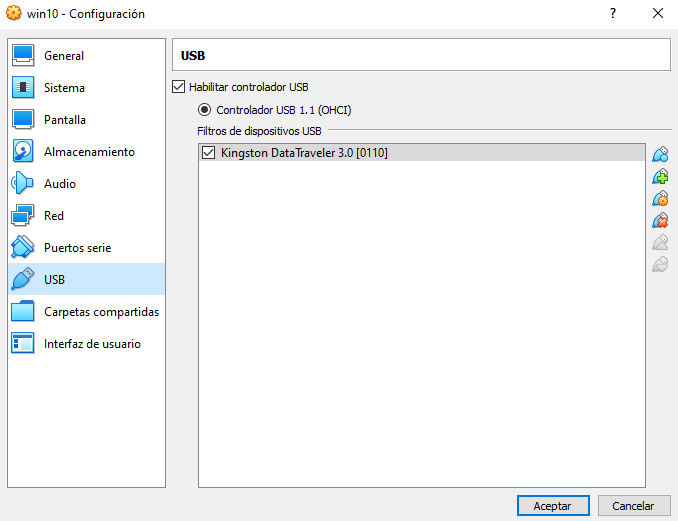 win10 - Configuración
?
General
Sistema
Pantalla
Almacenamiento
Audio
Red
Puertos serie
USB
Carpetas compartidas
Interfaz de usuario
USB
Habilitar controlador USB
Controlador USB 1.1 (OHCI)
Filtros de dispositivos USB
Kingston DataTraveler 3.0 [0110]
Aceptar
Cancelar